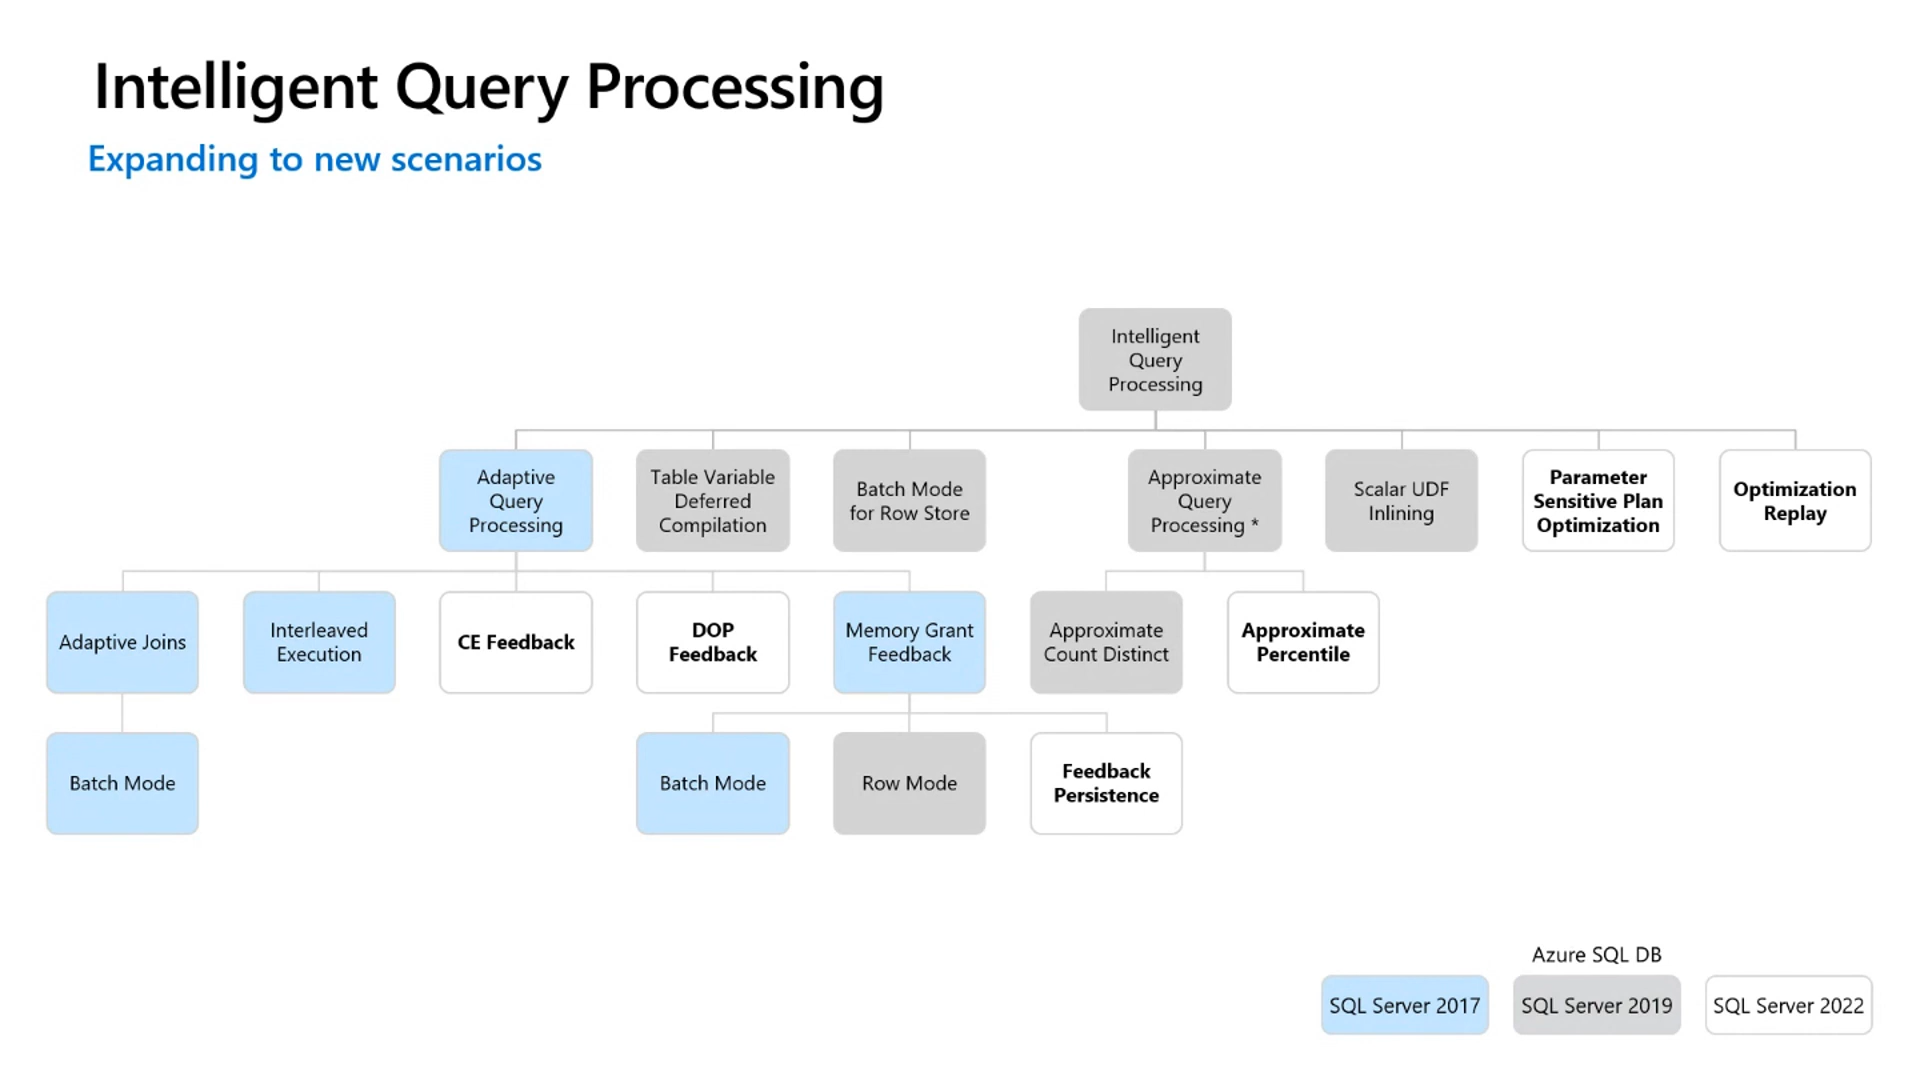 Intelligent Query Processing
Expanding to new scenarios
Intelligent
Query
Processing
Adaptive
Query
Processing
Table Variable
Deferred
Compilation
Batch Mode
for Row Store
Approximate
Query
Processing *
Scalar UDF
Inlining
Parameter
Sensitive Plan
Optimization
Optimization
Replay
Adaptive Joins
Interleaved
Execution
CE Feedback
DOP
Feedback
Memory Grant
Feedback
Approximate
Count Distinct
Approximate
Percentile
Batch Mode
Batch Mode
Row Mode
Feedback
Persistence
Azure SQL DB
SQL Server 2017
SQL Server 2019
SQL Server 2022